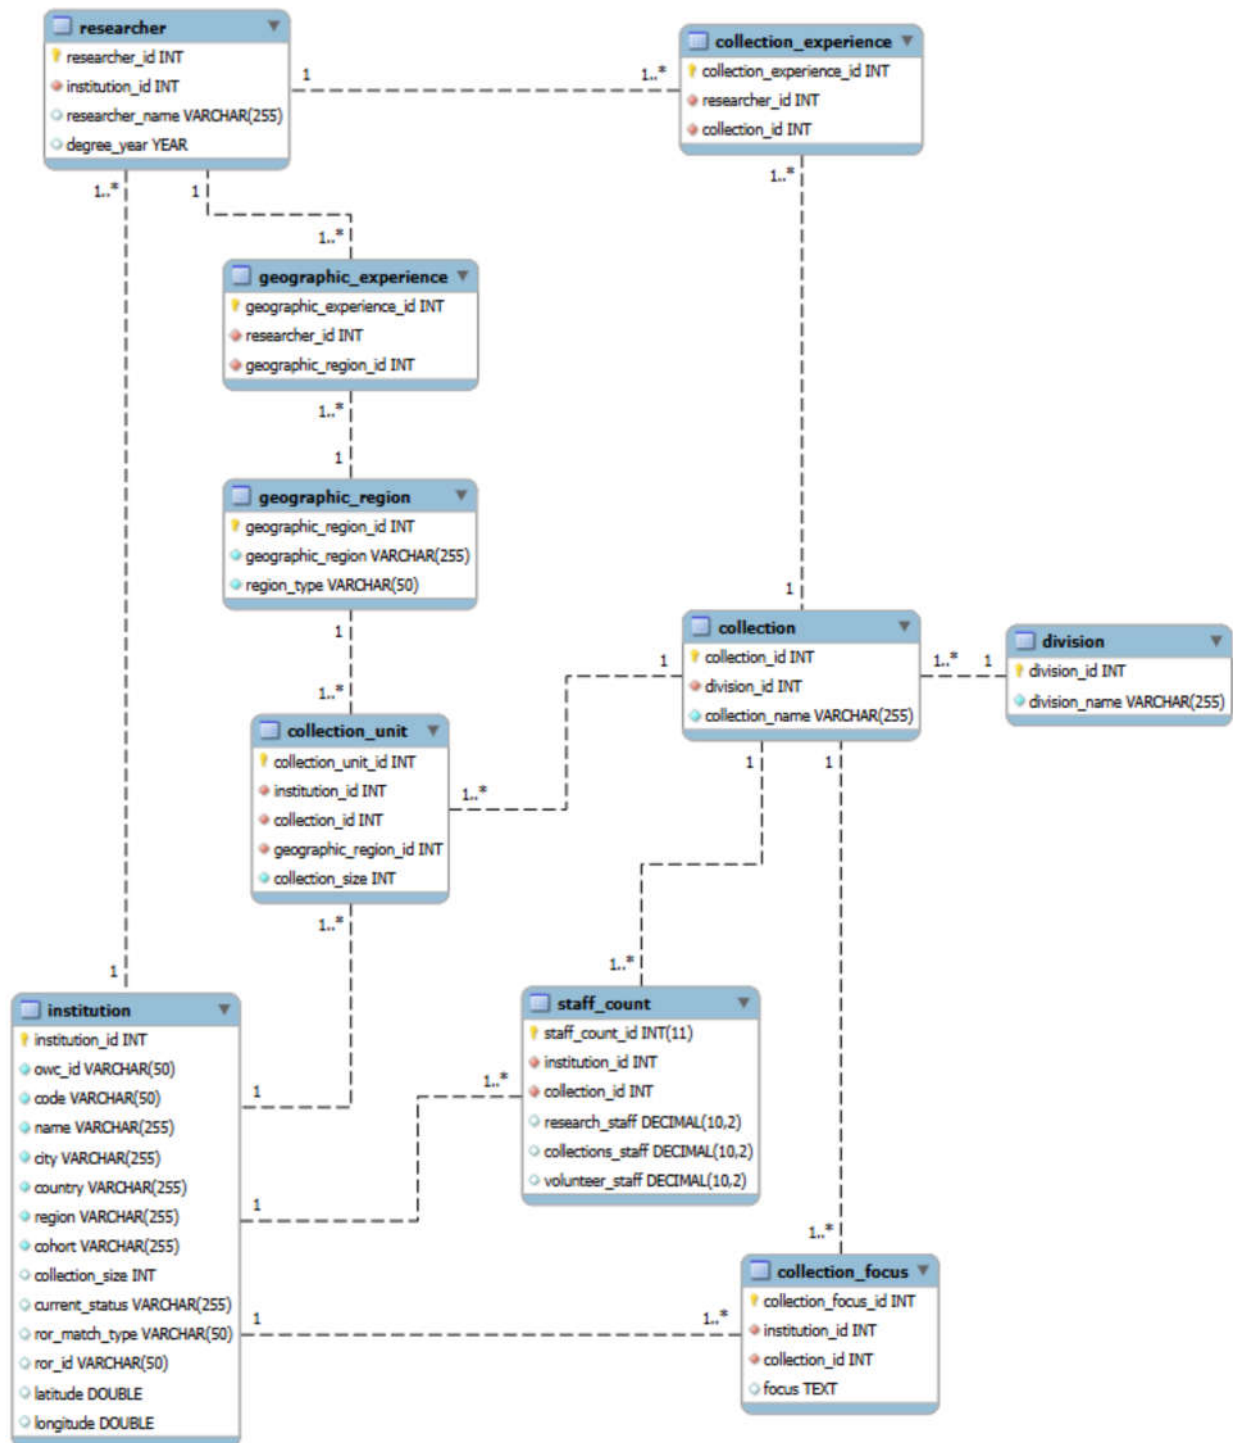 researcher
researcher_id INT
institution_id INT
researcher_name VARCHAR(255)
degree_year YEAR
1
1..*
collection_experience
collection_experience_id INT
researcher_id INT
collection_id INT
1..*
1
1..*
1..*
geographic_experience
geographic_experience_id INT
researcher_id INT
geographic_region_id INT
1..*
1
geographic_region
geographic_region_id INT
geographic_region VARCHAR(255)
region_type VARCHAR(50)
1
1..*
1
collection
collection_id INT
division_id INT
collection_name VARCHAR(255)
1..*
1
division
division_id INT
division_name VARCHAR(255)
1
collection_unit
collection_unit_id INT
institution_id INT
collection_id INT
geographic_region_id INT
collection_size INT
1..*
1
1
1..*
1
1..*
institution
institution_id INT
owc_id VARCHAR(50)
code VARCHAR(50)
name VARCHAR(255)
city VARCHAR(255)
country VARCHAR(255)
region VARCHAR(255)
cohort VARCHAR(255)
collection_size INT
current_status VARCHAR(255)
ror_match_type VARCHAR(50)
ror_id VARCHAR(50)
latitude DOUBLE
longitude DOUBLE
1
1..*
staff_count
staff_count_id INT(11)
institution_id INT
collection_id INT
research_staff DECIMAL(10,2)
collections_staff DECIMAL(10,2)
volunteer_staff DECIMAL(10,2)
1
1..*
1
1..*
collection_focus
collection_focus_id INT
institution_id INT
collection_id INT
focus TEXT